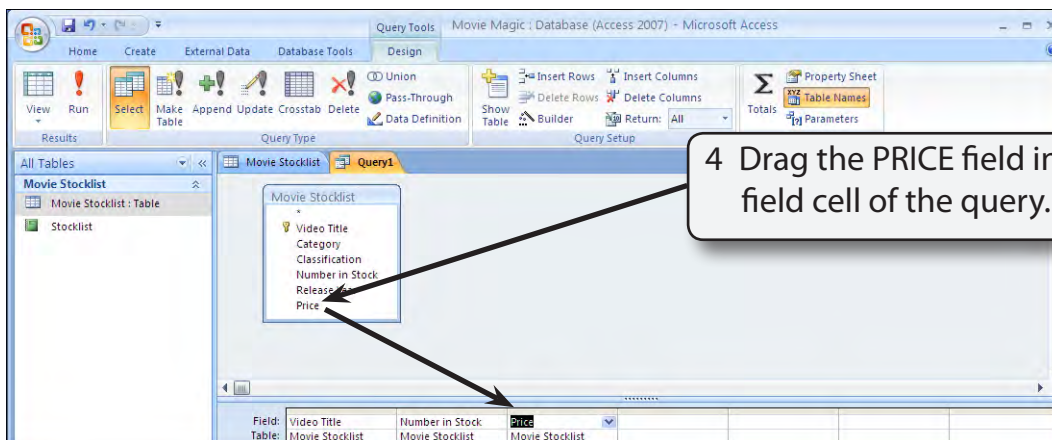 Query Tools Movie Magic : Database (Access 2007) - Microsoft Access
Home Create External Data Database Tools Design
View Run Select Make Table Append Update Crosstab Delete
Union
Pass-Through
Data Definition
Show Table
Insert Rows
Delete Rows
Builder
Insert Columns
Delete Columns
Return: All
Totals
Property Sheet
Table Names
Parameters
Results Query Type Query Setup
All Tables
Movie Stocklist
Movie Stocklist : Table
Stocklist
Movie Stocklist Query1
Movie Stocklist
*
Video Title
Category
Classification
Number in Stock
Release
Price
4 Drag the PRICE field in
field cell of the query.
Field: Video Title Number in Stock Price
Table: Movie Stocklist Movie Stocklist Movie Stocklist